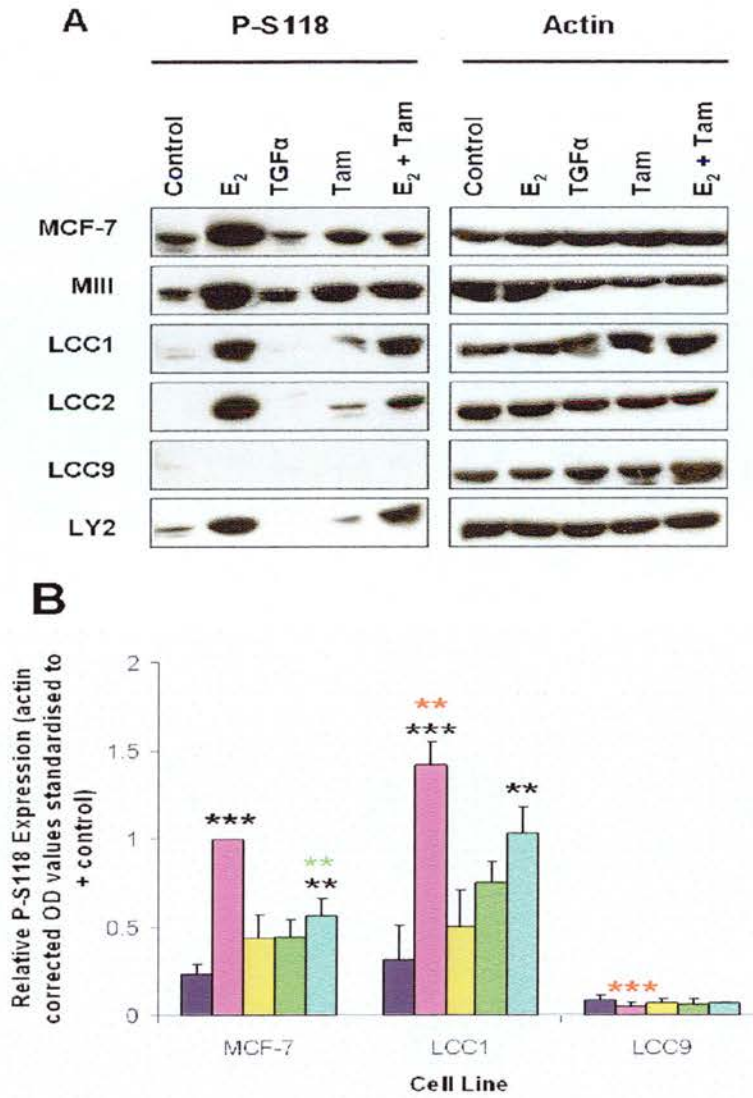 A
P-S118 Actin
Control E₂ TGFα Tam E₂ + Tam Control E₂ TGFα Tam E₂ + Tam
MCF-7
MIII
LCC1
LCC2
LCC9
LY2
B
Relative P-S118 Expression (actin
corrected OD values standardised to
+ control)
2
1.5
1
0.5
0
***
**
**
**
***
**
***
MCF-7 LCC1 LCC9
Cell Line